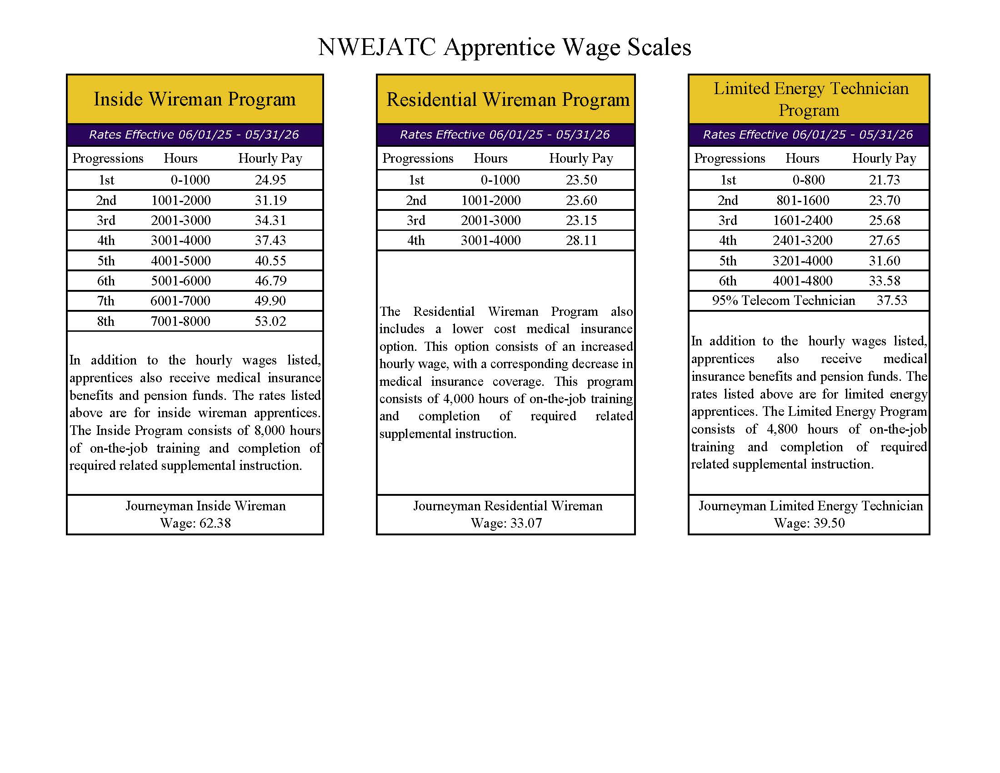 NWEJATC Apprentice Wage Scales
Inside Wireman Program
Rates Effective 06/01/25 - 05/31/26
Progressions Hours Hourly Pay
1st 0-1000 24.95
2nd 1001-2000 31.19
3rd 2001-3000 34.31
4th 3001-4000 37.43
5th 4001-5000 40.55
6th 5001-6000 46.79
7th 6001-7000 49.90
8th 7001-8000 53.02
In addition to the hourly wages listed,
apprentices also receive medical insurance
benefits and pension funds. The rates listed
above are for inside wireman apprentices.
The Inside Program consists of 8,000 hours
of on-the-job training and completion of
required related supplemental instruction.
Journeyman Inside Wireman
Wage: 62.38
Residential Wireman Program
Rates Effective 06/01/25 - 05/31/26
Progressions Hours Hourly Pay
1st 0-1000 23.50
2nd 1001-2000 23.60
3rd 2001-3000 23.15
4th 3001-4000 28.11
The Residential Wireman Program also
includes a lower cost medical insurance
option. This option consists of an increased
hourly wage, with a corresponding decrease in
medical insurance coverage. This program
consists of 4,000 hours of on-the-job training
and completion of required related
supplemental instruction.
Journeyman Residential Wireman
Wage: 33.07
Limited Energy Technician
Program
Rates Effective 06/01/25 - 05/31/26
Progressions Hours Hourly Pay
1st 0-800 21.73
2nd 801-1600 23.70
3rd 1601-2400 25.68
4th 2401-3200 27.65
5th 3201-4000 31.60
6th 4001-4800 33.58
95% Telecom Technician 37.53
In addition to the hourly wages listed,
apprentices also receive medical
insurance benefits and pension funds. The
rates listed above are for limited energy
apprentices. The Limited Energy Program
consists of 4,800 hours of on-the-job
training and completion of required
related supplemental instruction.
Journeyman Limited Energy Technician
Wage: 39.50